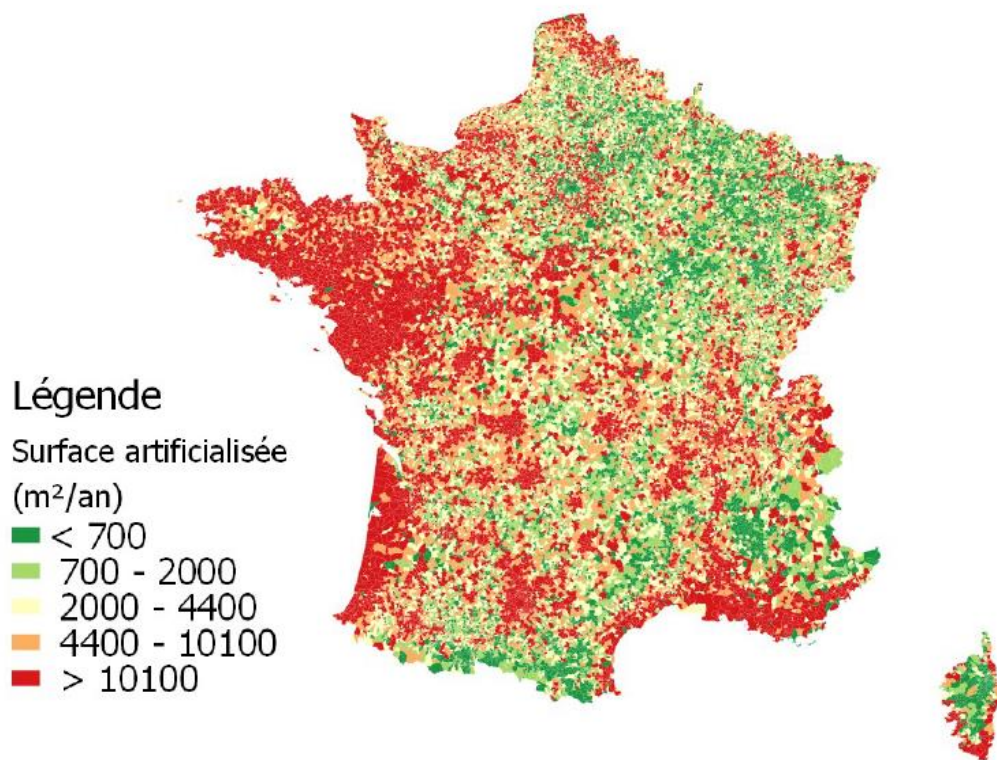 Légende
Surface artificialisée
(m²/an)
< 700
700 - 2000
2000 - 4400
4400 - 10100
> 10100